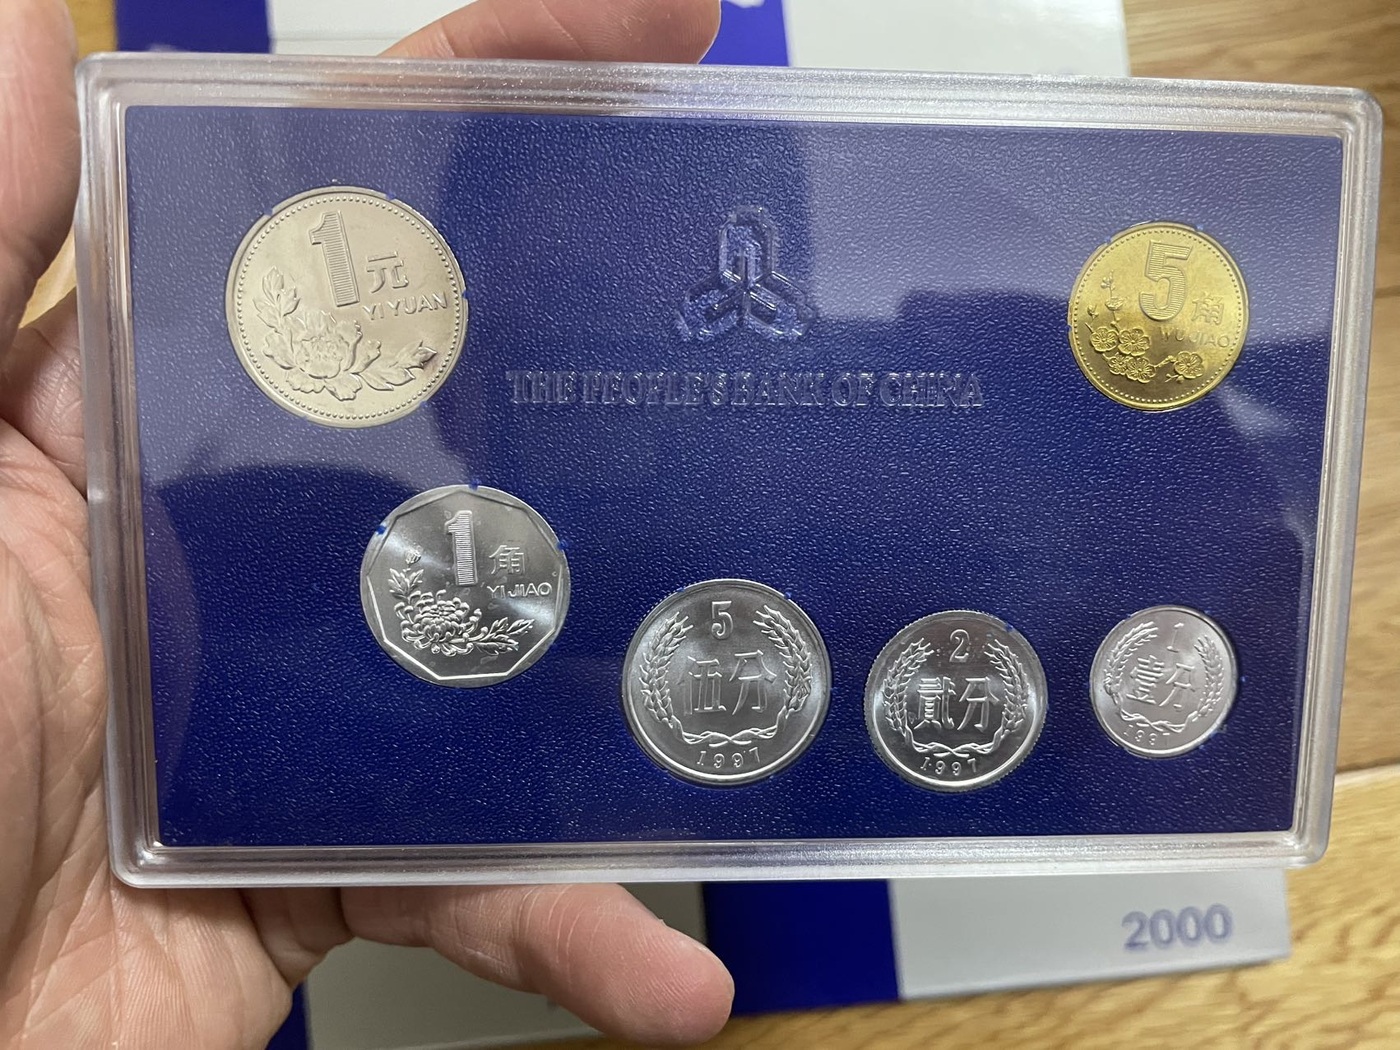 1元
YI YUAN
5角
WU JIAO
THE PEOPLE'S BANK OF CHINA
1角
YI JIAO
5
伍分
1997
2
贰分
1997
1
壹分
1997
2000